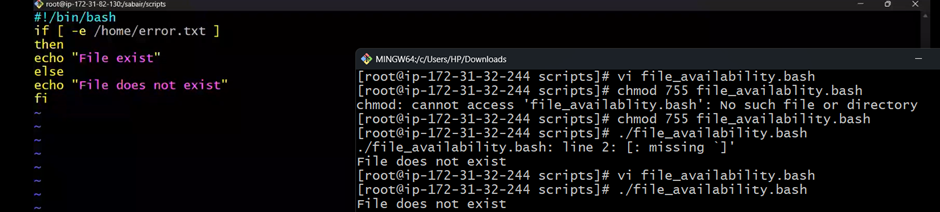 root@ip-172-31-82-130:/sabair/scripts
#!/bin/bash
if [ -e /home/error.txt ]
then
echo "File exist"
else
echo "File does not exist"
fi
~
~
~
~
~
~
~
~
MINGW64:/c/Users/HP/Downloads
[root@ip-172-31-32-244 scripts]# vi file_availability.bash
[root@ip-172-31-32-244 scripts]# chmod 755 file_availablity.bash
chmod: cannot access 'file_availablity.bash': No such file or directory
[root@ip-172-31-32-244 scripts]# chmod 755 file_availability.bash
[root@ip-172-31-32-244 scripts]# ./file_availability.bash
./file_availability.bash: line 2: [: missing `]'
File does not exist
[root@ip-172-31-32-244 scripts]# vi file_availability.bash
[root@ip-172-31-32-244 scripts]# ./file_availability.bash
File does not exist